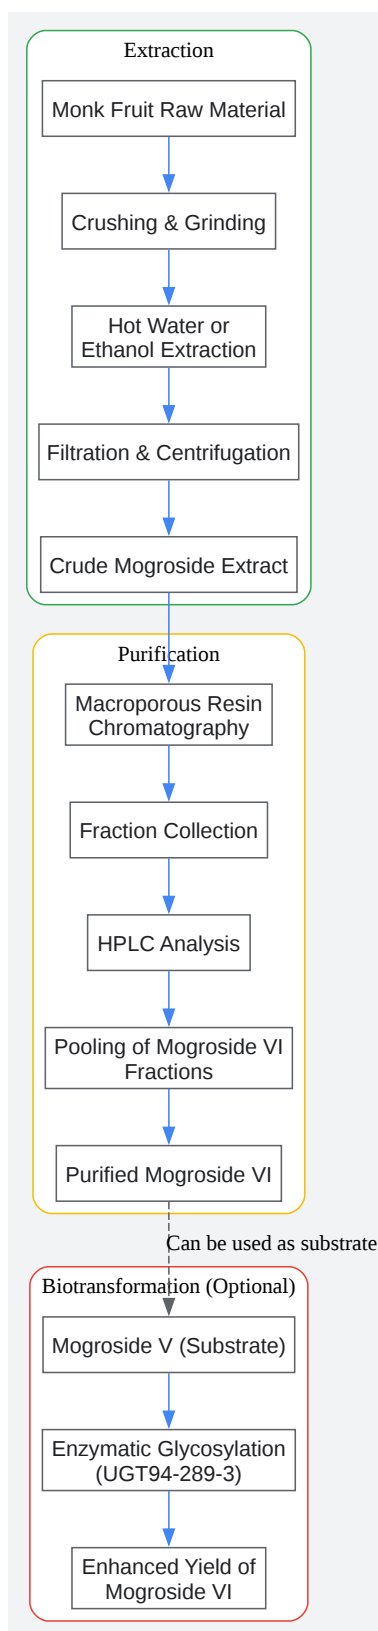 Extraction
Monk Fruit Raw Material
Crushing & Grinding
Hot Water or
Ethanol Extraction
Filtration & Centrifugation
Crude Mogroside Extract
Purification
Macroporous Resin
Chromatography
Fraction Collection
HPLC Analysis
Pooling of Mogroside VI
Fractions
Purified Mogroside VI
Can be used as substrate
Biotransformation (Optional)
Mogroside V (Substrate)
Enzymatic Glycosylation
(UGT94-289-3)
Enhanced Yield of
Mogroside VI